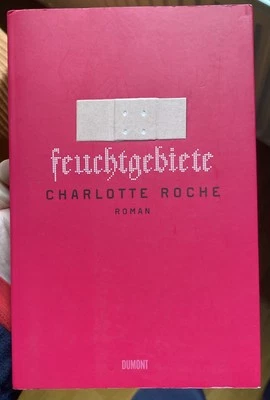 feuchtgebiete
CHARLOTTE ROCHE
ROMAN
DUMONT